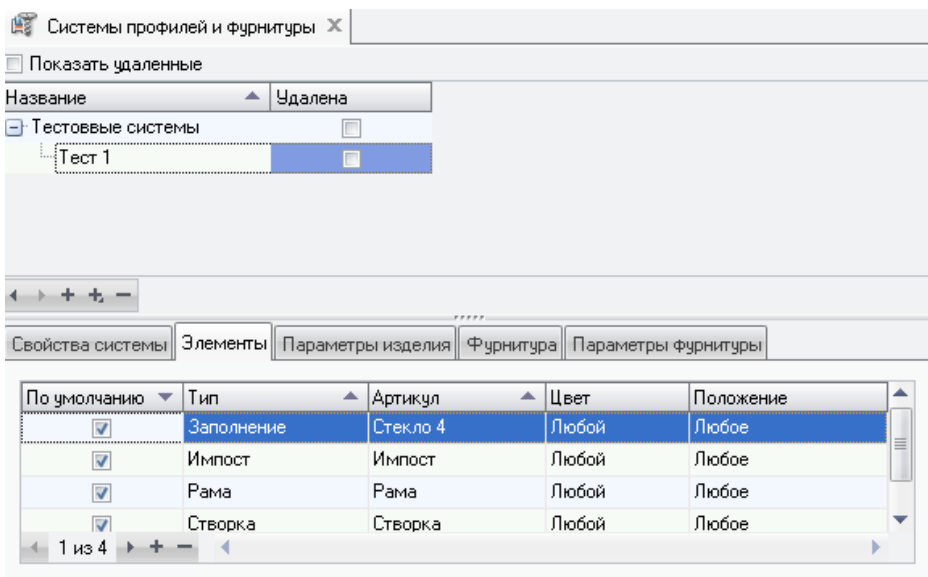 Системы профилей и фурнитуры
Показать удаленные
Название Удалена
Тестоввые системы
Тест 1
Свойства системы Элементы Параметры изделия Фурнитура Параметры фурнитуры
По умолчанию Тип Артикул Цвет Положение
Заполнение Стекло 4 Любой Любое
Импост Импост Любой Любое
Рама Рама Любой Любое
Створка Створка Любой Любое
1 из 4